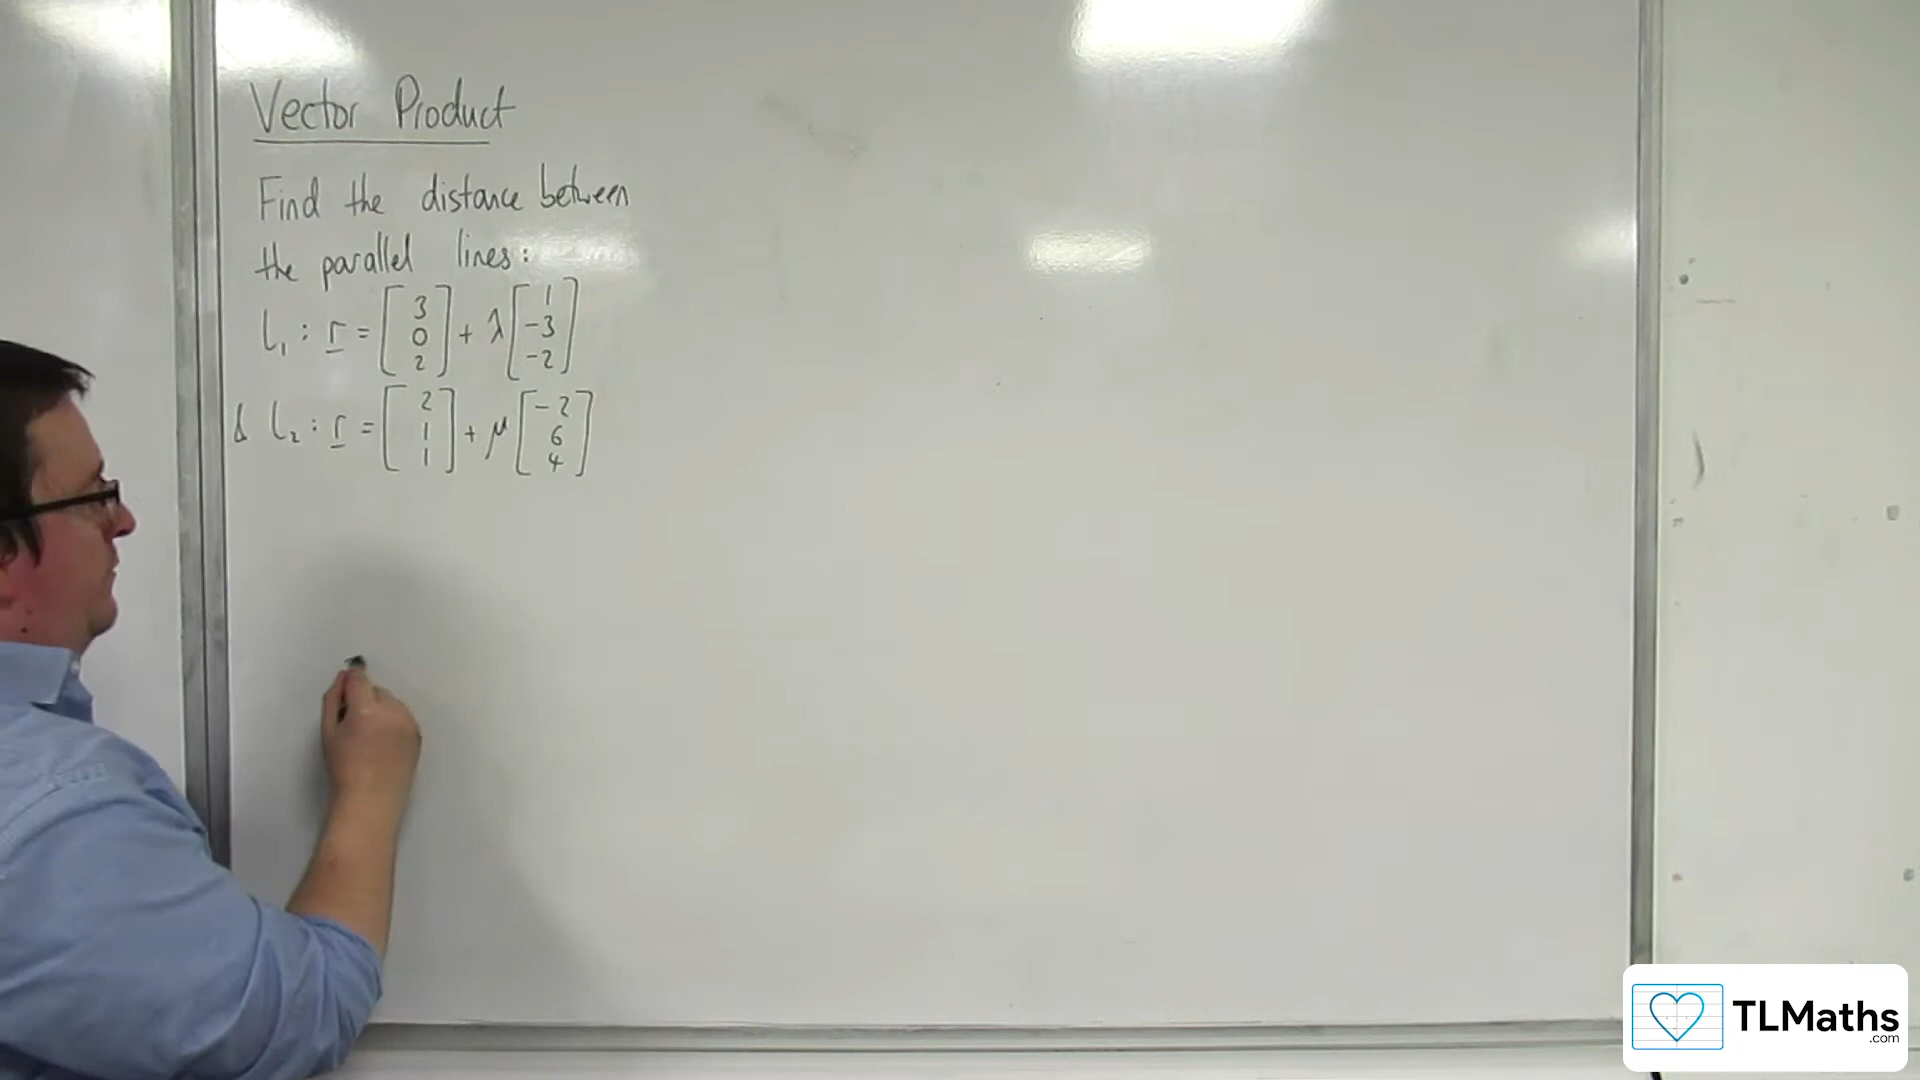 Vector Product
Find the distance between
the parallel lines:
l₁ : r = [3 0 2] + λ[1 -3 -2]
& l₂ : r = [2 1 1] + μ[-2 6 4]
TLMaths
.com